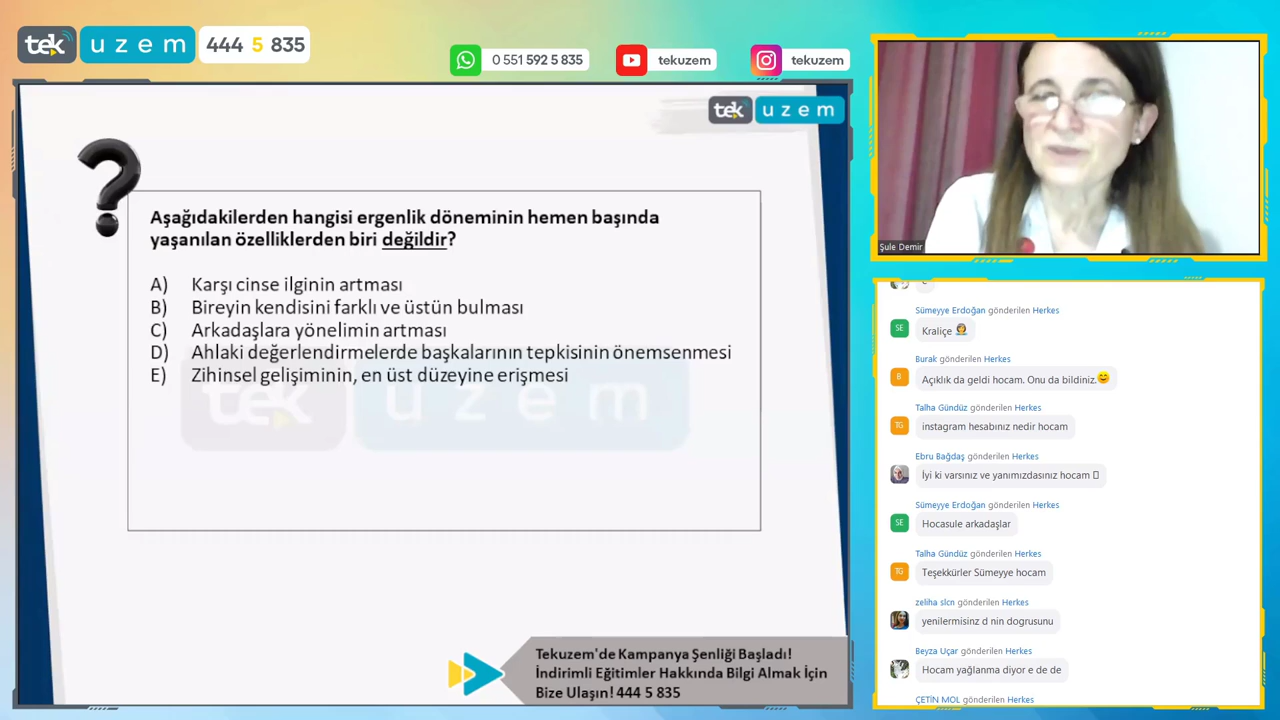 tek uzem 444 5 835
0 551 592 5 835
tekuzem
tekuzem
tek uzem
Aşağıdakilerden hangisi ergenlik döneminin hemen başında
yaşanılan özelliklerden biri değildir?
A) Karşı cinse ilginin artması
B) Bireyin kendisini farklı ve üstün bulması
C) Arkadaşlara yönelimin artması
D) Ahlaki değerlendirmelerde başkalarının tepkisinin önemsenmesi
E) Zihinsel gelişiminin, en üst düzeyine erişmesi
tek uzem
Tekuzem'de Kampanya Şenliği Başladı!
İndirimli Eğitimler Hakkında Bilgi Almak İçin
Bize Ulaşın! 444 5 835
Şule Demir
Sümeyye Erdoğan gönderilen Herkes
SE
Kraliçe 👰
Burak gönderilen Herkes
B
Açıklık da geldi hocam. Onu da bildiniz.😊
Talha Gündüz gönderilen Herkes
TG
instagram hesabınız nedir hocam
Ebru Bağdaş gönderilen Herkes
İyi ki varsınız ve yanımızdasınız hocam
Sümeyye Erdoğan gönderilen Herkes
SE
Hocasule arkadaşlar
Talha Gündüz gönderilen Herkes
TG
Teşekkürler Sümeyye hocam
zeliha slcn gönderilen Herkes
yenilermisinz d nin dogrusunu
Beyza Uçar gönderilen Herkes
Hocam yağlanma diyor e de de
ÇETİN MOL gönderilen Herkes